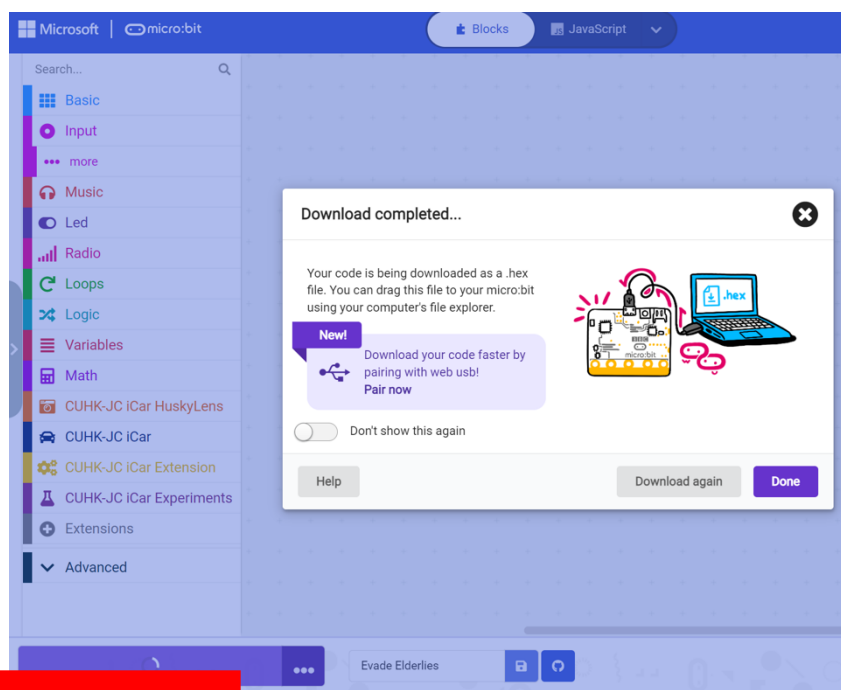 Microsoft
micro:bit
Blocks
JavaScript
Search...
Basic
Input
more
Music
Led
Radio
Loops
Logic
Variables
Math
CUHK-JC iCar HuskyLens
CUHK-JC iCar
CUHK-JC iCar Extension
CUHK-JC iCar Experiments
Extensions
Advanced
Download completed...
Your code is being downloaded as a .hex
file. You can drag this file to your micro:bit
using your computer's file explorer.
New!
Download your code faster by
pairing with web usb!
Pair now
.hex
micro:bit
Don't show this again
Help
Download again
Done
Evade Elderlies